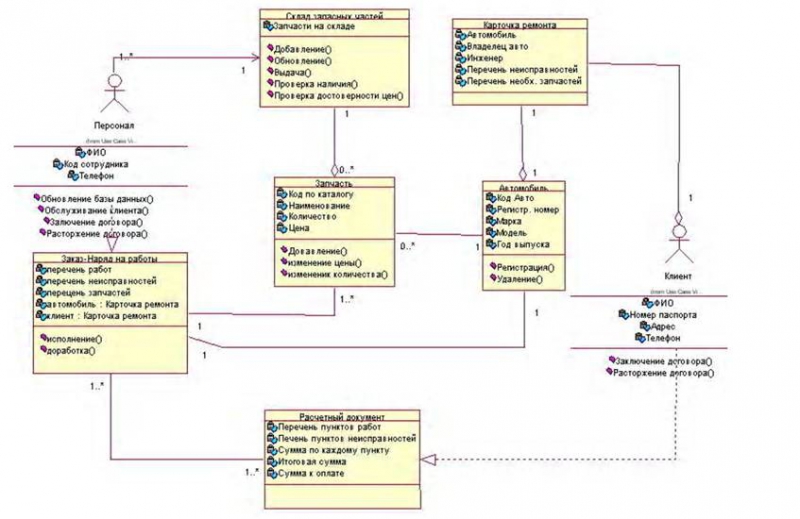 Склад запасных частей
Запчасти на складе
Добавление()
Обновление()
Выдача()
Проверка наличия()
Проверка достоверности цен()
Карточка ремонта
Автомобиль
Владелец авто
Инженер
Перечень неисправностей
Перечень необх. запчастей
1..*
1
1
1
1
Персонал
(from Use Case Vi...
ФИО
Код сотрудника
Телефон
Обновление базы данных()
Обслуживание клиента()
Залючение договора()
Расторжение договора()
0..*
Запчасть
Код по каталогу
Наименование
Количество
Цена
Довавление()
изменение цены()
изменение количества()
0..*
1
1..*
1
Автомобиль
Код Авто
Регистр. номер
Марка
Модель
Год выпуска
Регистрация()
Удаление()
1
1
Клиент
(from Use Case Vi...
ФИО
Номер паспорта
Адрес
Телефон
Заключение договора()
Расторжение договора()
Заказ-Наряд на работы
перечень работ
перечени неисправностей
перецень запчастей
автомобиль : Карточка ремонта
клиент : Карточка ремонта
исполнение()
доработка()
1
1
1..*
1..*
Расчетный документ
Перечень пунктов работ
Печень пунктов неисправностей
Сумма по каждому пункту
Итоговая сумма
Сумма к оплате